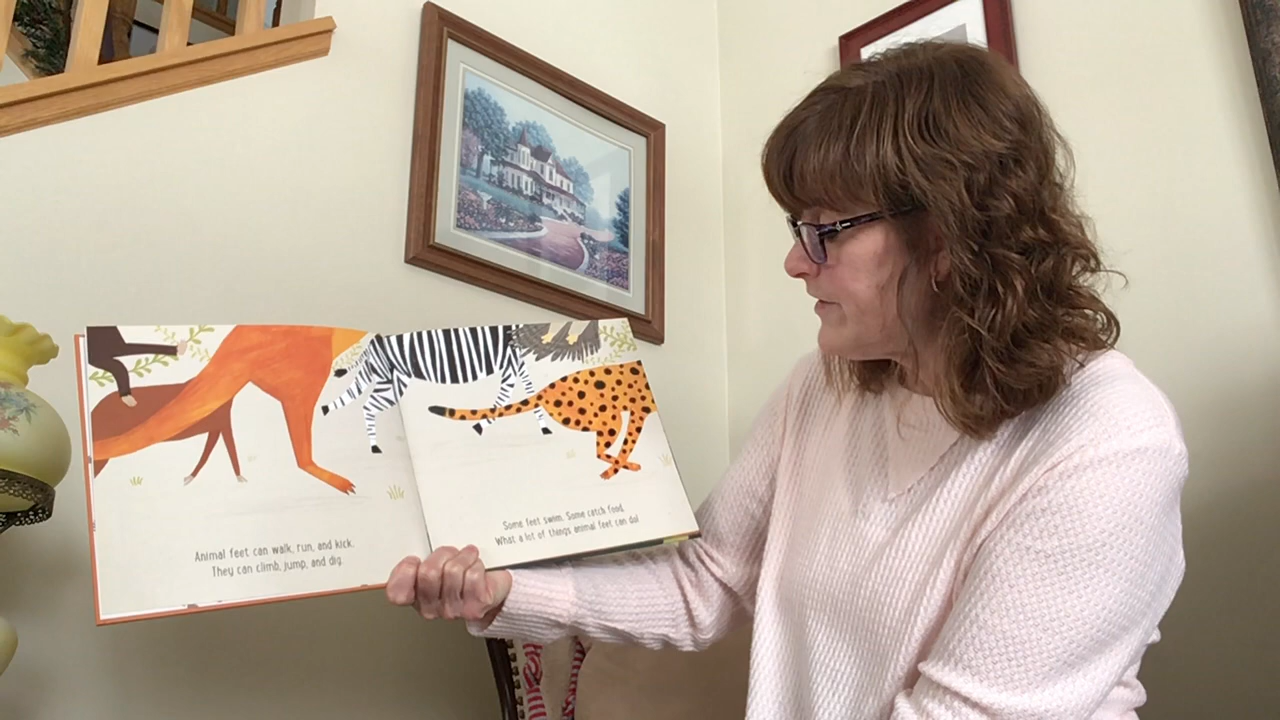 Animal feet can walk, run, and kick.
They can climb, jump, and dig.
Some feet swim. Some catch food.
What a lot of things animal feet can do!